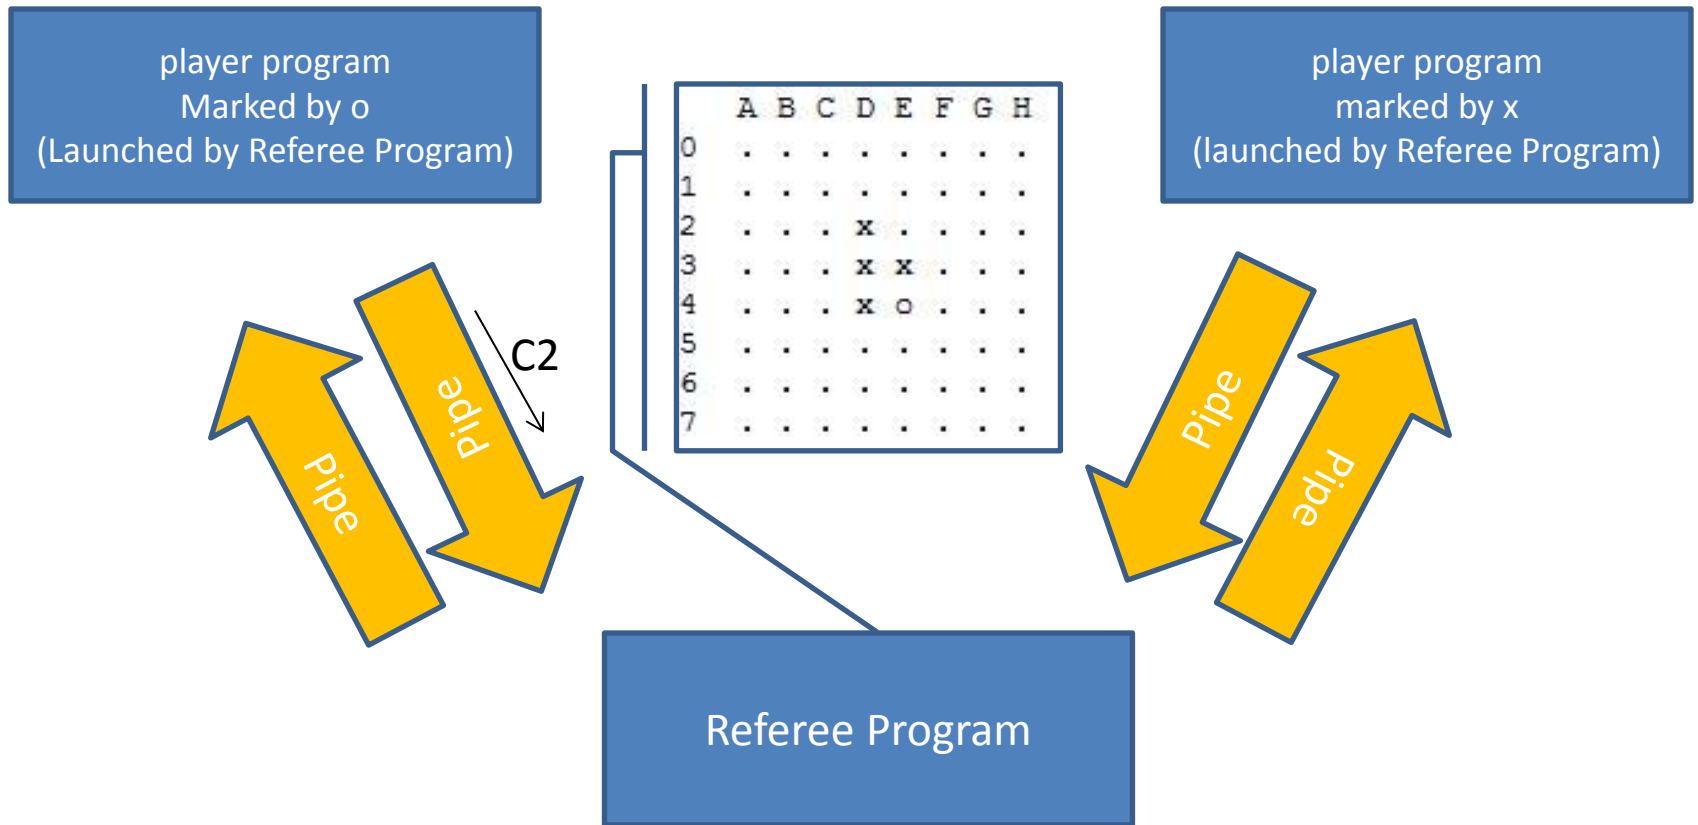 player program
Marked by o
(Launched by Referee Program)
A B C D E F G H
0 . . . . . . . .
1 . . . . . . . .
2 . . . x . . . .
3 . . . x x . . .
4 . . . x o . . .
5 . . . . . . . .
6 . . . . . . . .
7 . . . . . . . .
player program
marked by x
(launched by Referee Program)
C2
Pipe
Pipe
Pipe
Pipe
Referee Program